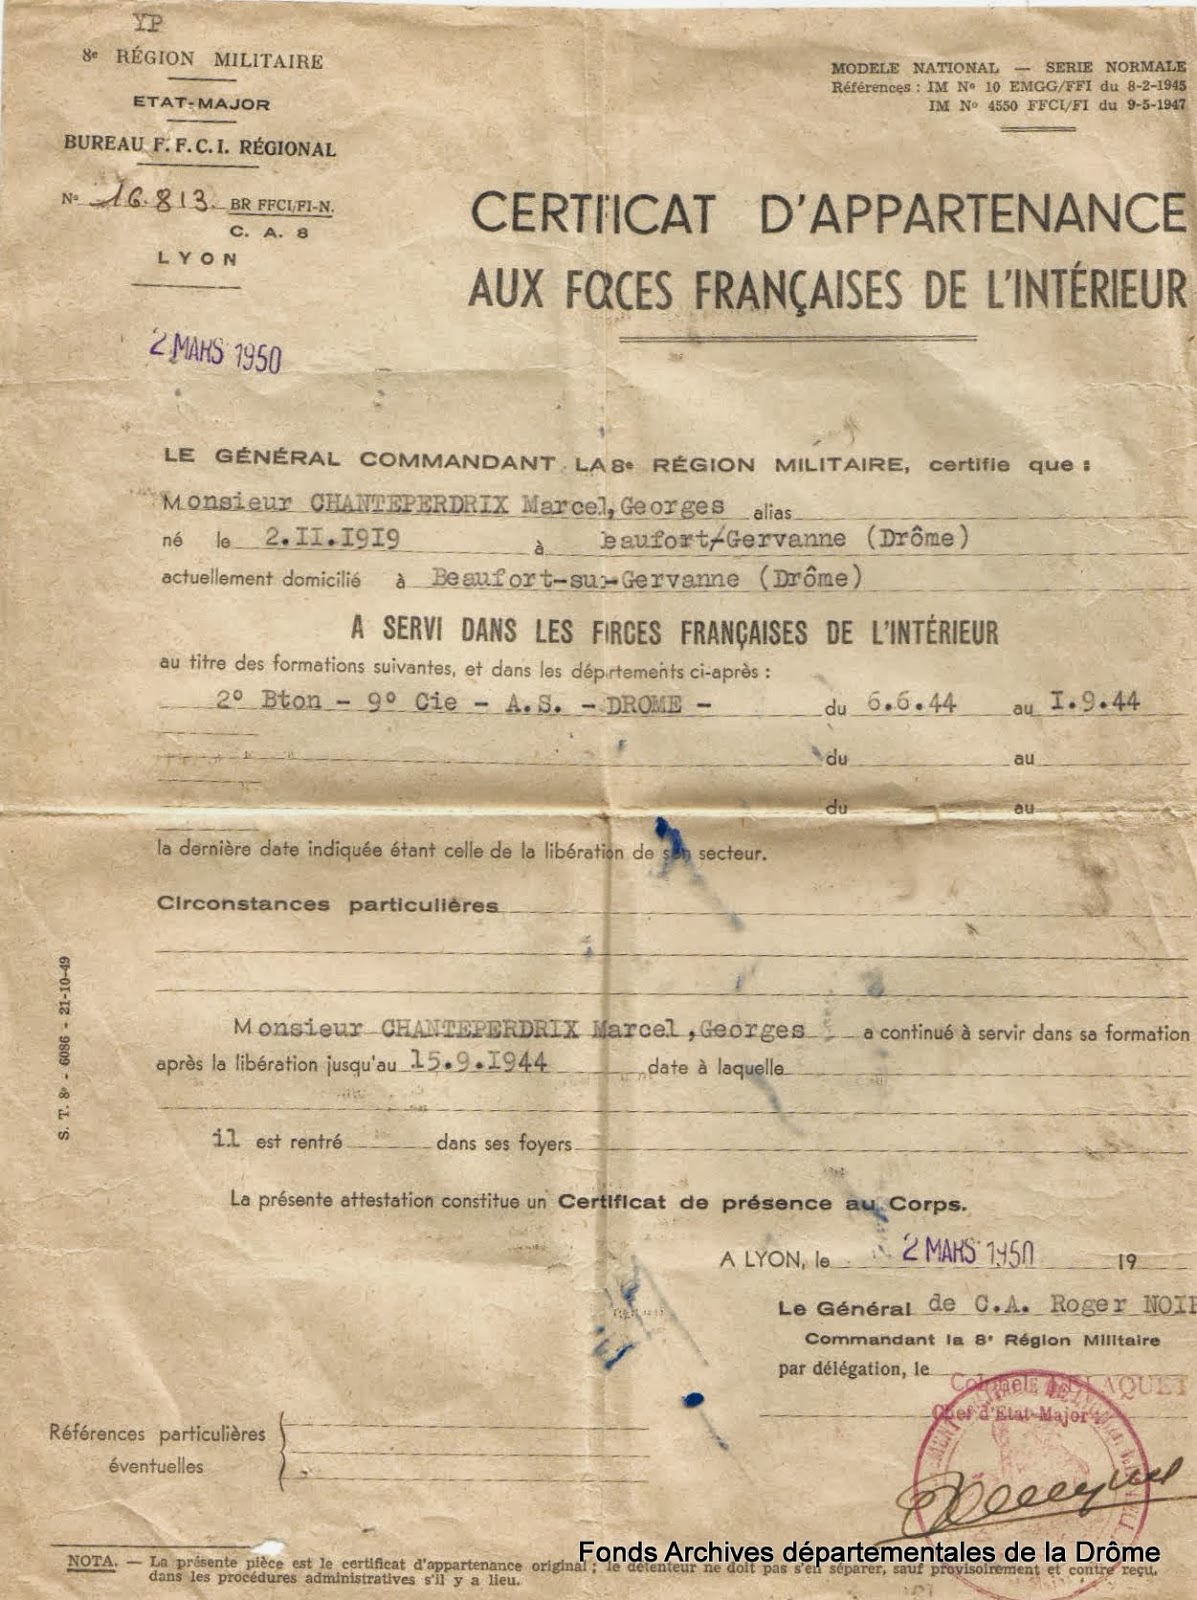 YP
8e RÉGION MILITAIRE
ETAT-MAJOR
BUREAU F.F.C.I. RÉGIONAL
No 16.813. BR FFCI/FI-N.
C. A. 8
LYON
2 MARS 1950
MODELE NATIONAL — SERIE NORMALE
Références : IM No 10 EMGG/FFI du 8-2-1945
IM No 4550 FFCI/FI du 9-5-1947
CERTIFICAT D'APPARTENANCE
AUX FORCES FRANÇAISES DE L'INTÉRIEUR
LE GÉNÉRAL COMMANDANT LA 8e RÉGION MILITAIRE, certifie que :
Monsieur CHANTEPERDRIX Marcel,Georges alias
né le 2.II.I9I9 à Beaufort/Gervanne (Drôme)
actuellement domicilié à Beaufort-sur-Gervanne (Drôme)
A SERVI DANS LES FORCES FRANÇAISES DE L'INTÉRIEUR
au titre des formations suivantes, et dans les départements ci-après :
2° Bton - 9° Cie - A.S. - DROME - du 6.6.44 au I.9.44
du au
du au
la dernière date indiquée étant celle de la libération de son secteur.
Circonstances particulières
Monsieur CHANTEPERDRIX Marcel ,Georges a continué à servir dans sa formation
après la libération jusqu'au 15.9.I944 date à laquelle
il est rentré dans ses foyers
La présente attestation constitue un Certificat de présence au Corps.
A LYON, le 2 MARS 1950 19
Le Général de C.A. Roger NOIR
Commandant la 8e Région Militaire
par délégation, le
Chef d'Etat-Major
Références particulières
éventuelles
S. T. 8e - 6086 - 21-10-49
NOTA. — La présente pièce est le certificat d'appartenance original ; le détenteur ne doit pas s'en séparer, sauf provisoirement et contre reçu,
dans les procédures administratives s'il y a lieu.
Fonds Archives départementales de la Drôme